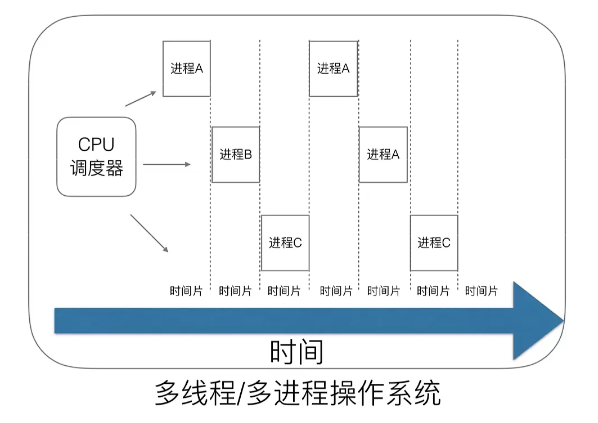 进程A
进程A
CPU
调度器
进程B
进程A
进程C
进程C
时间片 时间片 时间片 时间片 时间片 时间片 时间片
时间
多线程/多进程操作系统